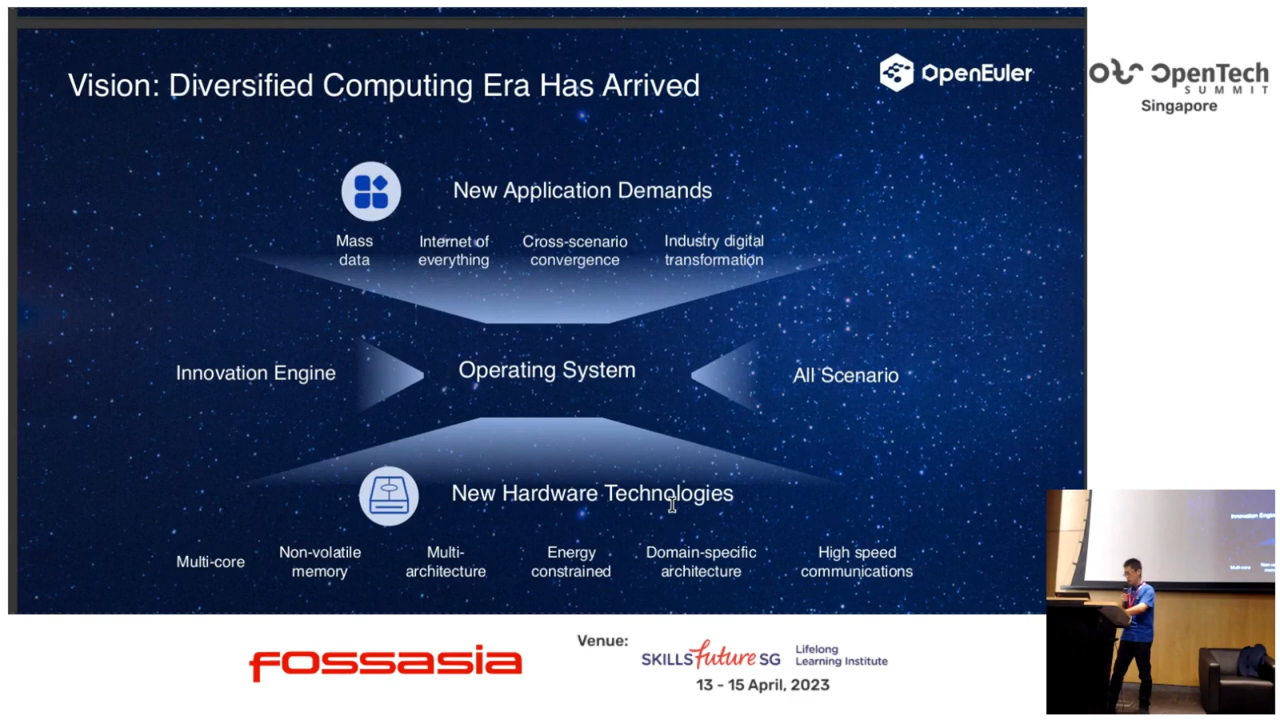 Vision: Diversified Computing Era Has Arrived
OpenEuler
OpenTech
SUMMIT
Singapore
New Application Demands
Mass
data
Internet of
everything
Cross-scenario
convergence
Industry digital
transformation
Innovation Engine
Operating System
All Scenario
New Hardware Technologies
Multi-core
Non-volatile
memory
Multi-
architecture
Energy
constrained
Domain-specific
architecture
High speed
communications
fossasia
Venue:
SKILLSfuture SG
Lifelong
Learning Institute
13 - 15 April, 2023